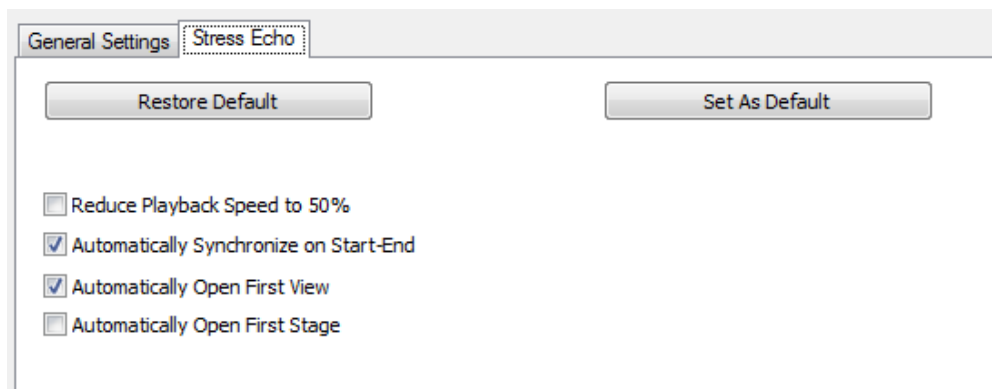 General Settings Stress Echo
Restore Default Set As Default
Reduce Playback Speed to 50%
Automatically Synchronize on Start-End
Automatically Open First View
Automatically Open First Stage